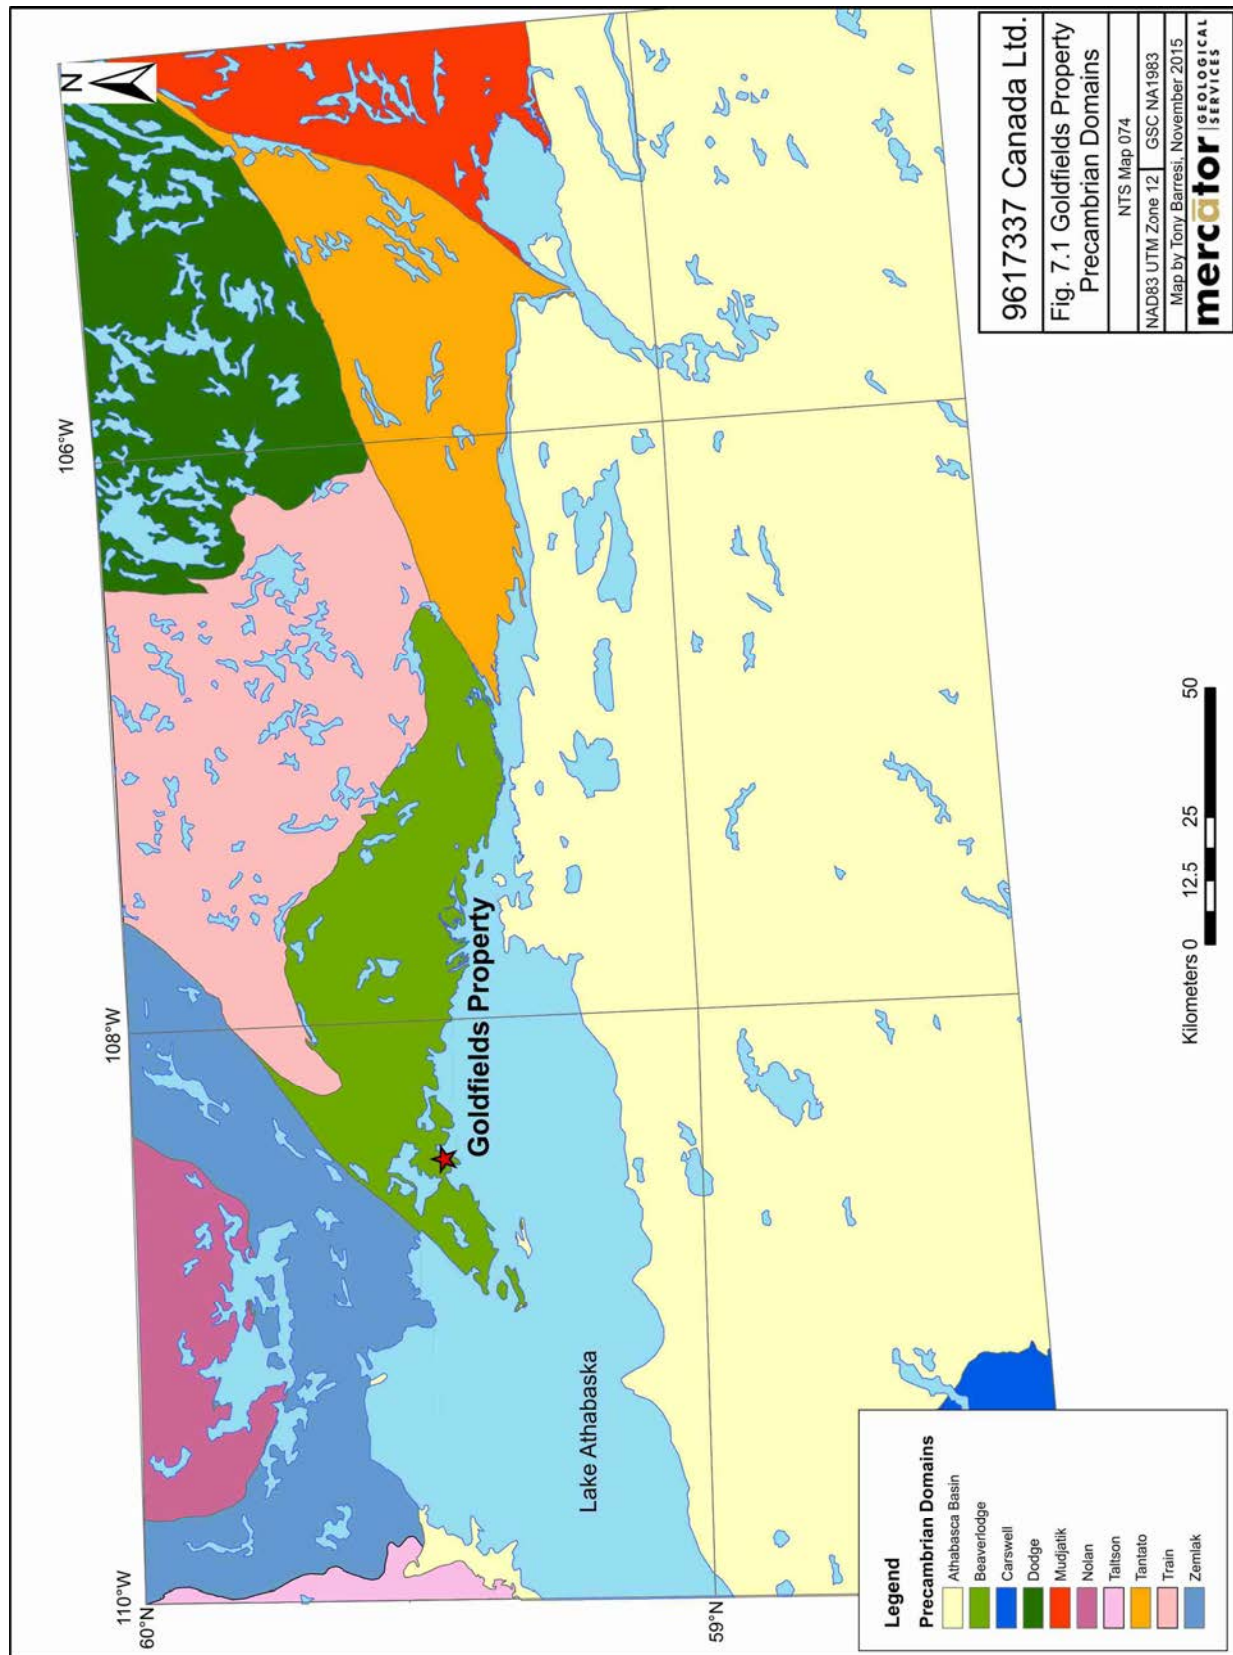 N
110°W
108°W
106°W
60°N
59°N
Goldfields Property
Lake Athabaska
Legend
Precambrian Domains
Athabasca Basin
Beaverlodge
Carswell
Dodge
Mudjatik
Nolan
Taltson
Tantato
Train
Zemlak
Kilometers 0 12.5 25 50
9617337 Canada Ltd.
Fig. 7.1 Goldfields Property
Precambrian Domains
NTS Map 074
NAD83 UTM Zone 12 GSC NA1983
Map by Tony Barresi, November 2015
mercātor GEOLOGICAL
SERVICES